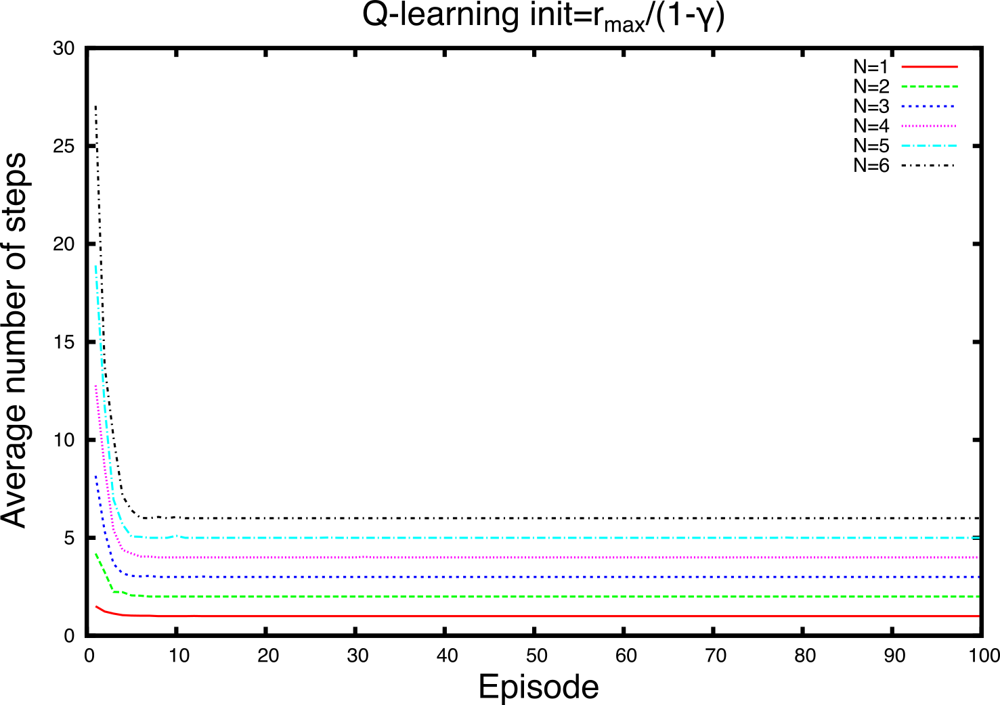 Q-learning init=rmax/(1-γ)
30
25
20
15
10
5
0
Average number of steps
N=1
N=2
N=3
N=4
N=5
N=6
0 10 20 30 40 50 60 70 80 90 100
Episode